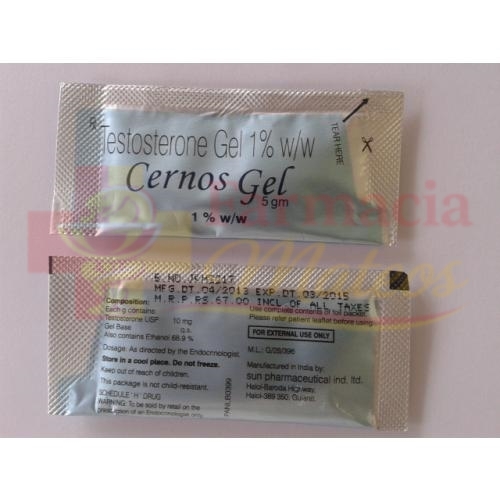 Rx
Testosterone Gel 1% w/w
Cernos Gel
5 gm
1 % w/w
TEAR HERE
Farmacia
Mateos
B.NO.
MFG.DT.04/2013 EXP.DT.03/2015
M.R.P.RS.67.00 INCL OF ALL TAXES
Composition:
Each g contains:
Testosterone USP 10 mg
Gel Base q.s.
Also contains Ethanol 68.9 %
Dosage: As directed by the Endocrinologist.
Store in a cool place. Do not freeze.
Keep out of reach of children.
This package is not child-resistant.
SCHEDULE 'H' DRUG
WARNING: To be sold by retail on the
prescription of an Endocrinologist only.
Use complete contents of foil packet.
Please refer patient leaflet before using.
FOR EXTERNAL USE ONLY
M.L.: G/28/396
Manufactured in India by:
sun pharmaceutical ind. ltd.
Halol-Baroda Highway,
Halol-389 350, Gujarat.